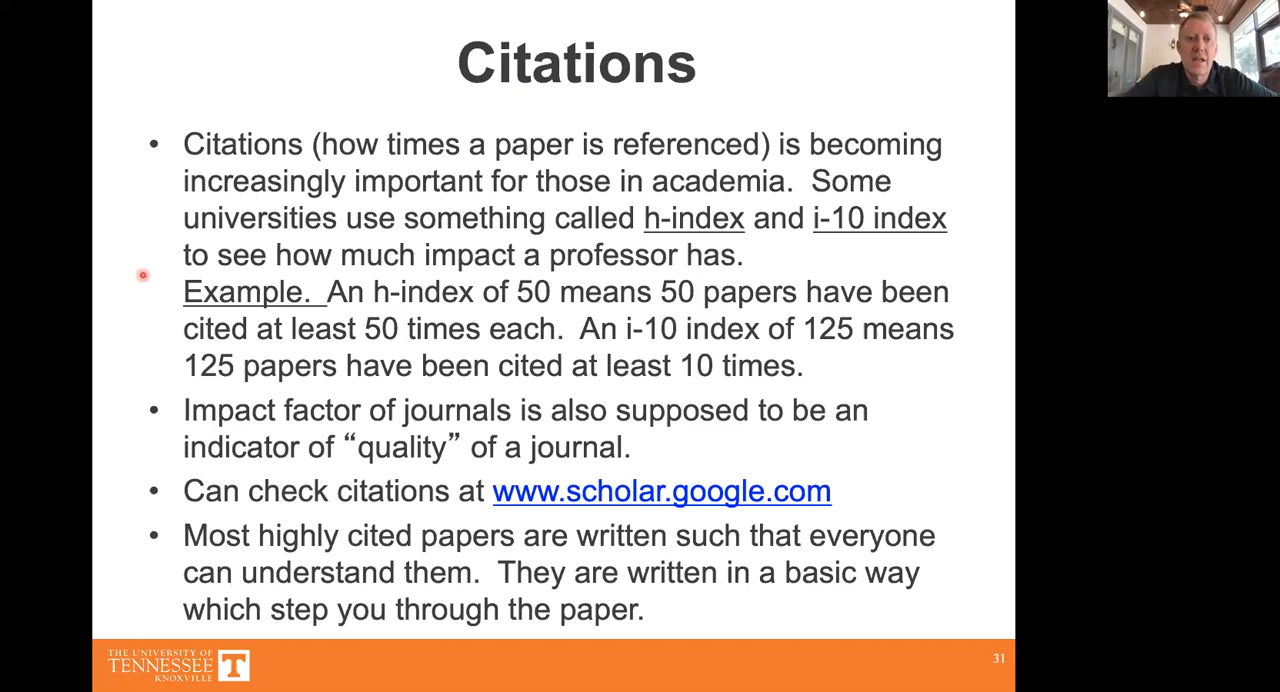 Citations
• Citations (how times a paper is referenced) is becoming
increasingly important for those in academia.  Some
universities use something called h-index and i-10 index
to see how much impact a professor has.
Example.  An h-index of 50 means 50 papers have been
cited at least 50 times each.  An i-10 index of 125 means
125 papers have been cited at least 10 times.
• Impact factor of journals is also supposed to be an
indicator of “quality” of a journal.
• Can check citations at www.scholar.google.com
• Most highly cited papers are written such that everyone
can understand them.  They are written in a basic way
which step you through the paper.
THE UNIVERSITY OF
TENNESSEE T
KNOXVILLE
31